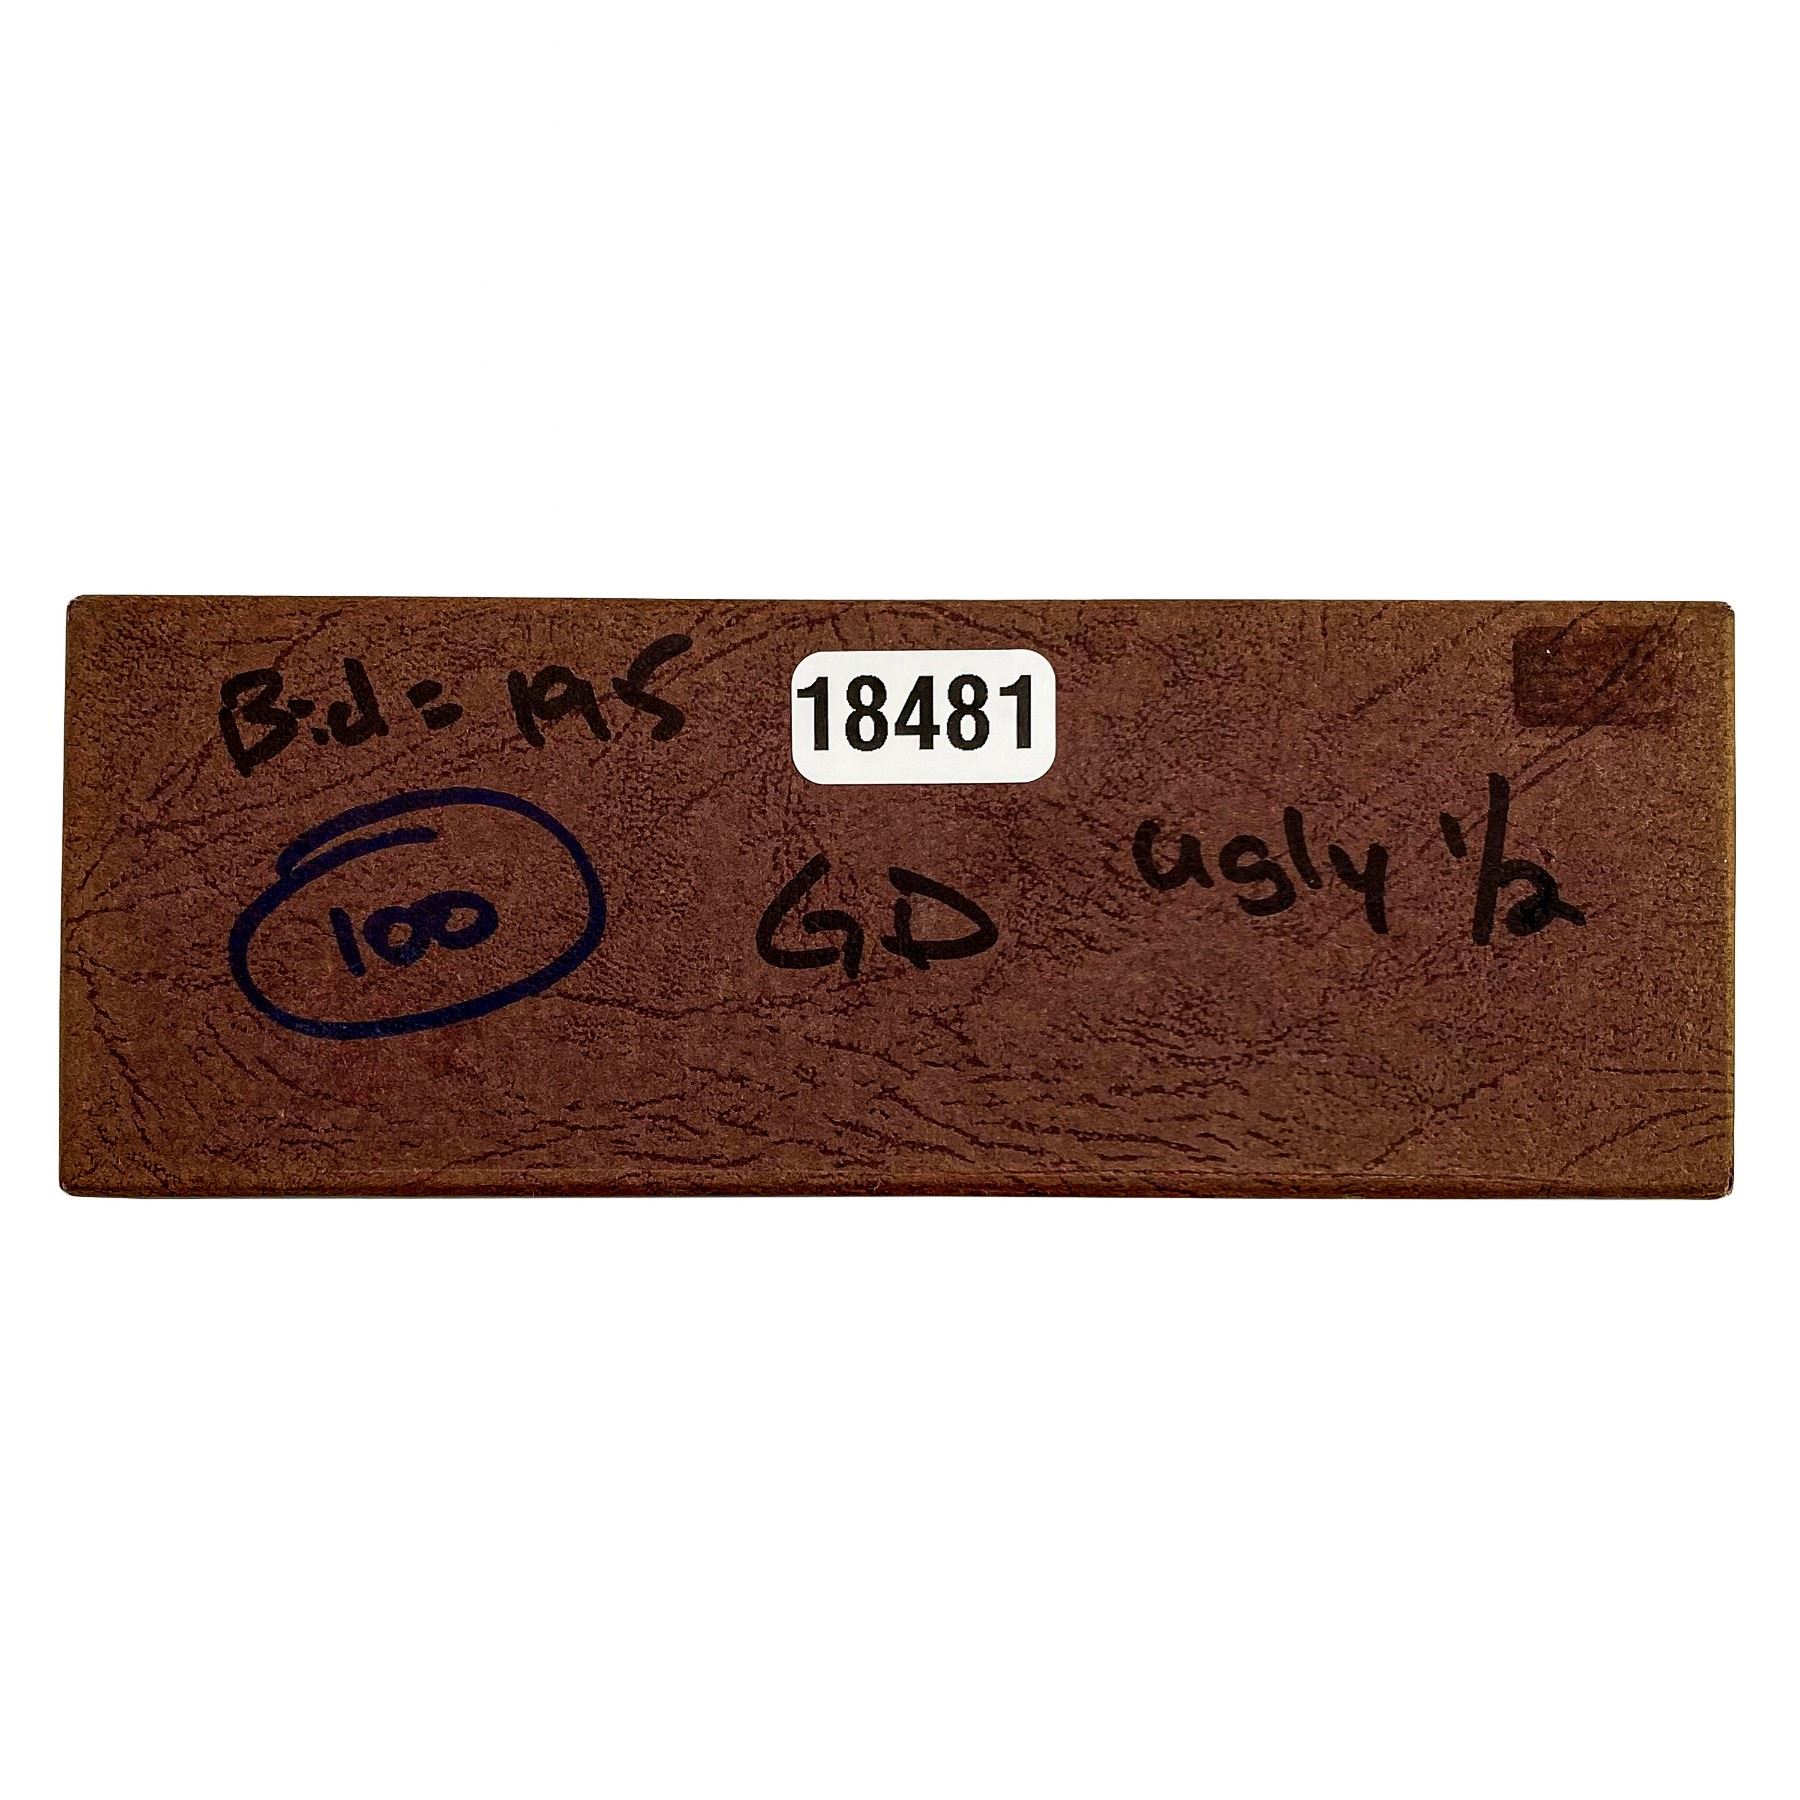 Bid = 195
18481
100
GD
ugly 1/2